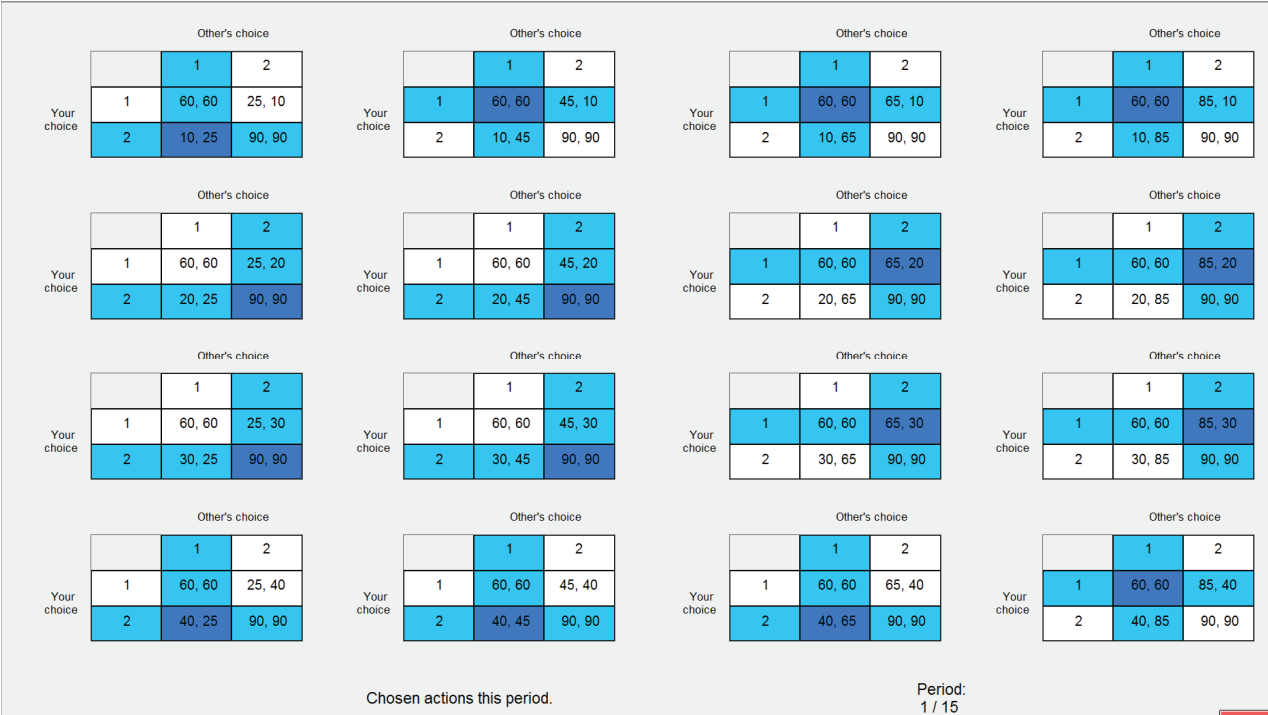 Other's choice Other's choice Other's choice Other's choice
1 2 1 2 1 2 1 2
Your choice 1 60, 60 25, 10 Your choice 1 60, 60 45, 10 Your choice 1 60, 60 65, 10 Your choice 1 60, 60 85, 10
2 10, 25 90, 90 2 10, 45 90, 90 2 10, 65 90, 90 2 10, 85 90, 90
Other's choice Other's choice Other's choice Other's choice
1 2 1 2 1 2 1 2
Your choice 1 60, 60 25, 20 Your choice 1 60, 60 45, 20 Your choice 1 60, 60 65, 20 Your choice 1 60, 60 85, 20
2 20, 25 90, 90 2 20, 45 90, 90 2 20, 65 90, 90 2 20, 85 90, 90
Other's choice Other's choice Other's choice Other's choice
1 2 1 2 1 2 1 2
Your choice 1 60, 60 25, 30 Your choice 1 60, 60 45, 30 Your choice 1 60, 60 65, 30 Your choice 1 60, 60 85, 30
2 30, 25 90, 90 2 30, 45 90, 90 2 30, 65 90, 90 2 30, 85 90, 90
Other's choice Other's choice Other's choice Other's choice
1 2 1 2 1 2 1 2
Your choice 1 60, 60 25, 40 Your choice 1 60, 60 45, 40 Your choice 1 60, 60 65, 40 Your choice 1 60, 60 85, 40
2 40, 25 90, 90 2 40, 45 90, 90 2 40, 65 90, 90 2 40, 85 90, 90
Chosen actions this period.
Period:
1 / 15